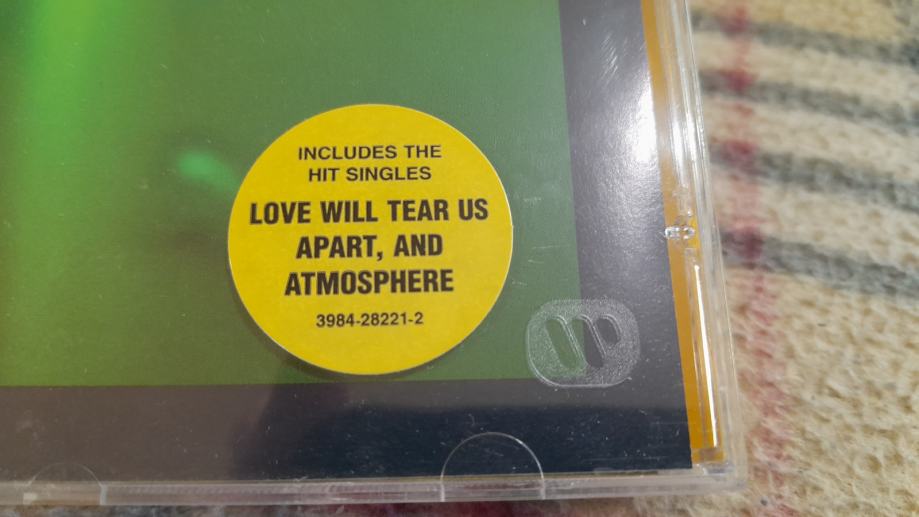 INCLUDES THE
HIT SINGLES
LOVE WILL TEAR US
APART, AND
ATMOSPHERE
3984-28221-2